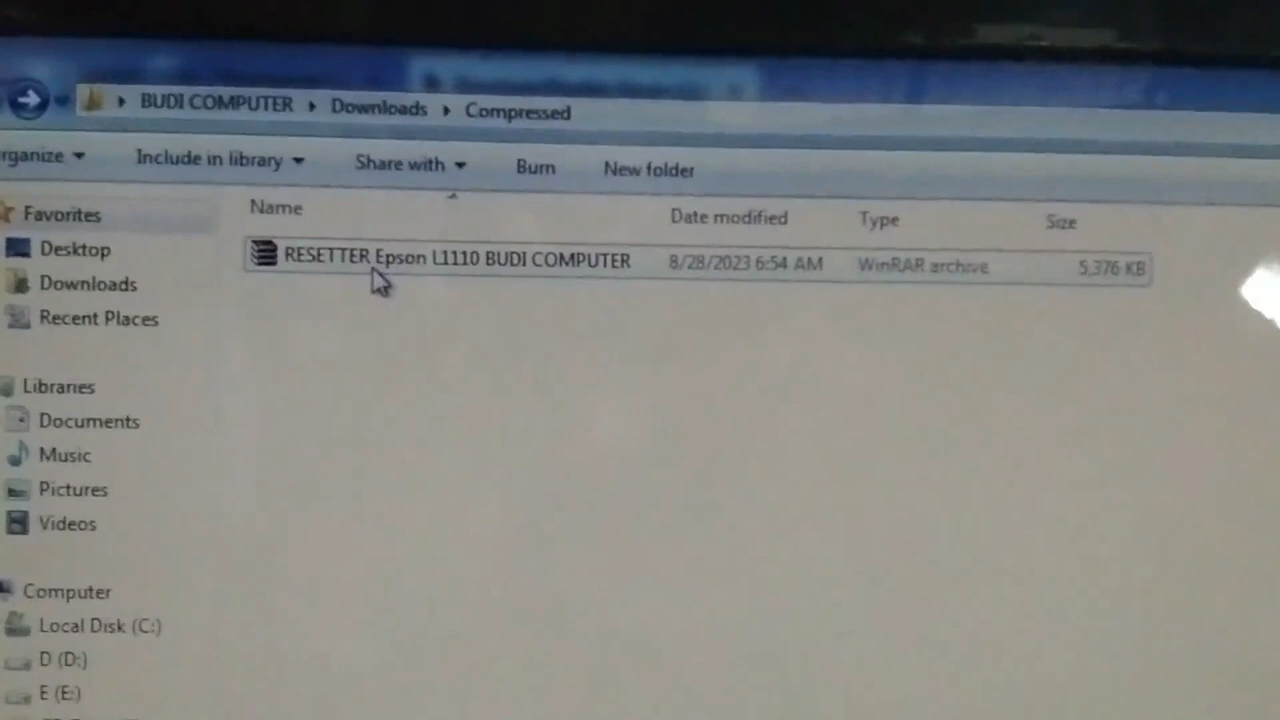 BUDI COMPUTER Downloads Compressed
rganize Include in library Share with Burn New folder
Name Date modified Type Size
RESETTER Epson L1110 BUDI COMPUTER 8/28/2023 6:54 AM WinRAR archive 5,376 KB
Favorites
Desktop
Downloads
Recent Places
Libraries
Documents
Music
Pictures
Videos
Computer
Local Disk (C:)
D (D:)
E (E:)